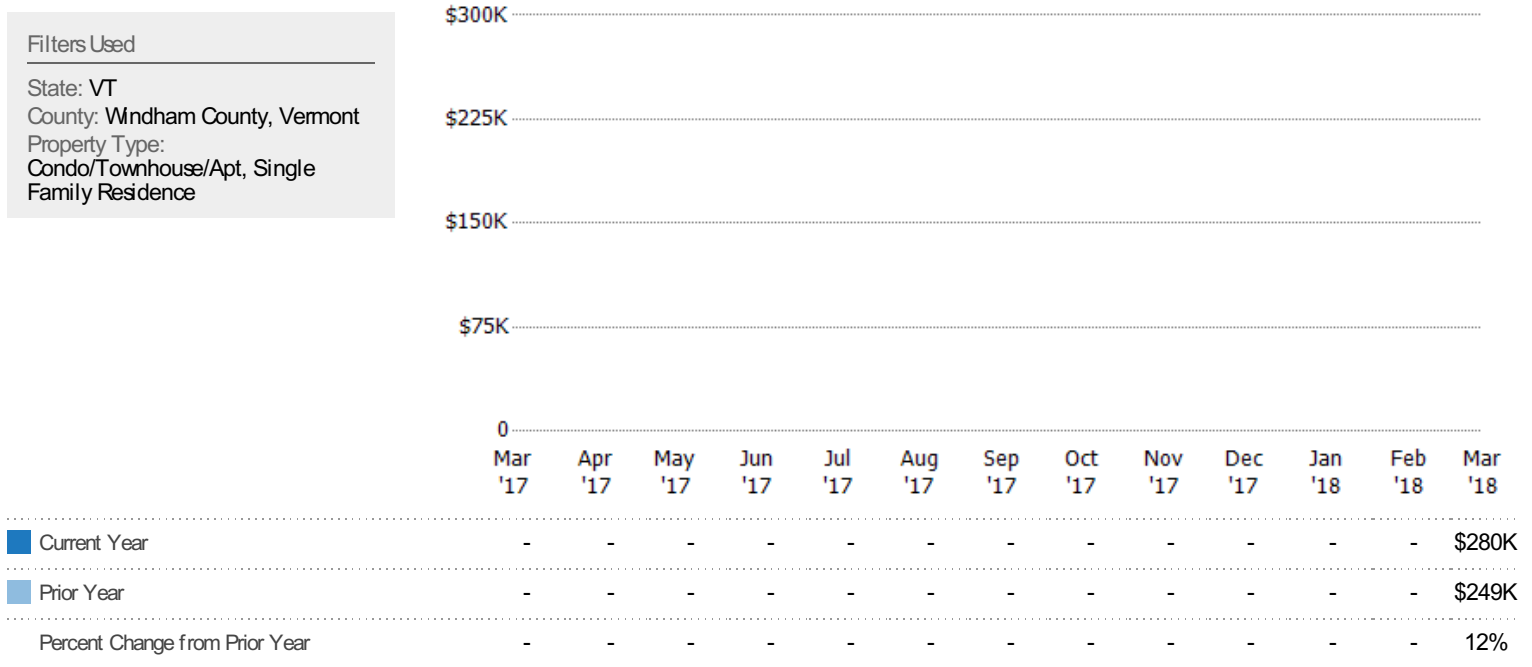 Filters Used
State: VT
County: Windham County, Vermont
Property Type:
Condo/Townhouse/Apt, Single
Family Residence
$300K
$225K
$150K
$75K
0
Mar Apr May Jun Jul Aug Sep Oct Nov Dec Jan Feb Mar
'17 '17 '17 '17 '17 '17 '17 '17 '17 '17 '18 '18 '18
Current Year - - - - - - - - - - - - $280K
Prior Year - - - - - - - - - - - - $249K
Percent Change from Prior Year - - - - - - - - - - - - 12%